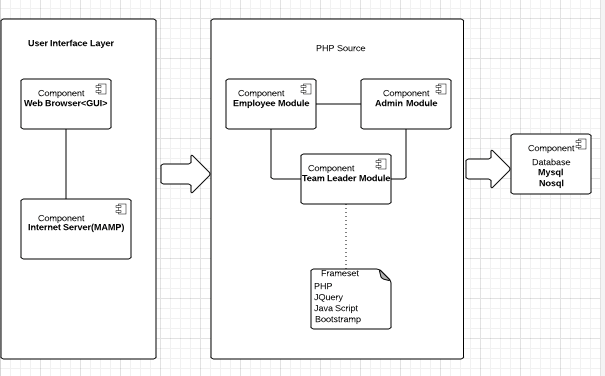 User Interface Layer
Component
Web Browser<GUI>
Component
Internet Server(MAMP)
PHP Source
Component
Employee Module
Component
Admin Module
Component
Team Leader Module
Frameset
PHP
JQuery
Java Script
Bootstramp
Component
Database
Mysql
Nosql